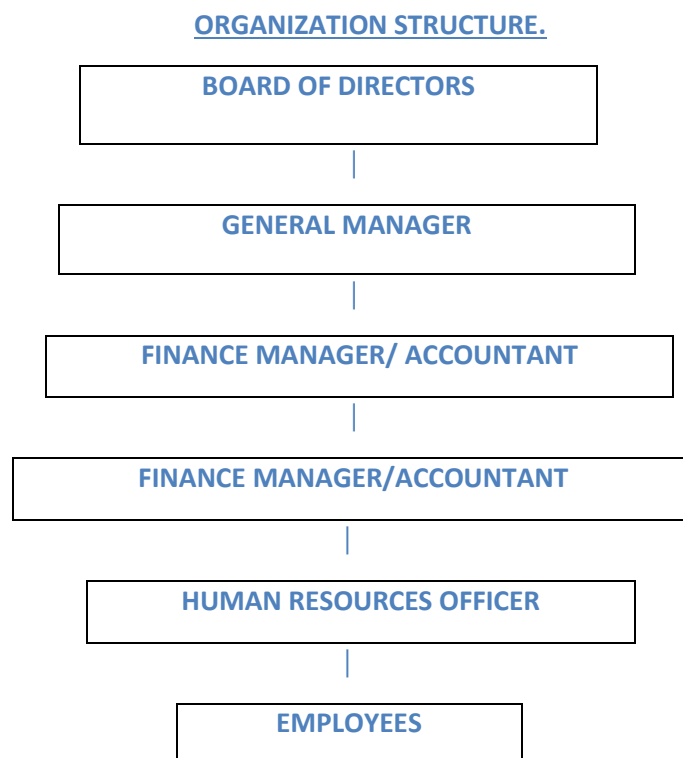 ORGANIZATION STRUCTURE.
BOARD OF DIRECTORS
GENERAL MANAGER
FINANCE MANAGER/ ACCOUNTANT
FINANCE MANAGER/ACCOUNTANT
HUMAN RESOURCES OFFICER
EMPLOYEES